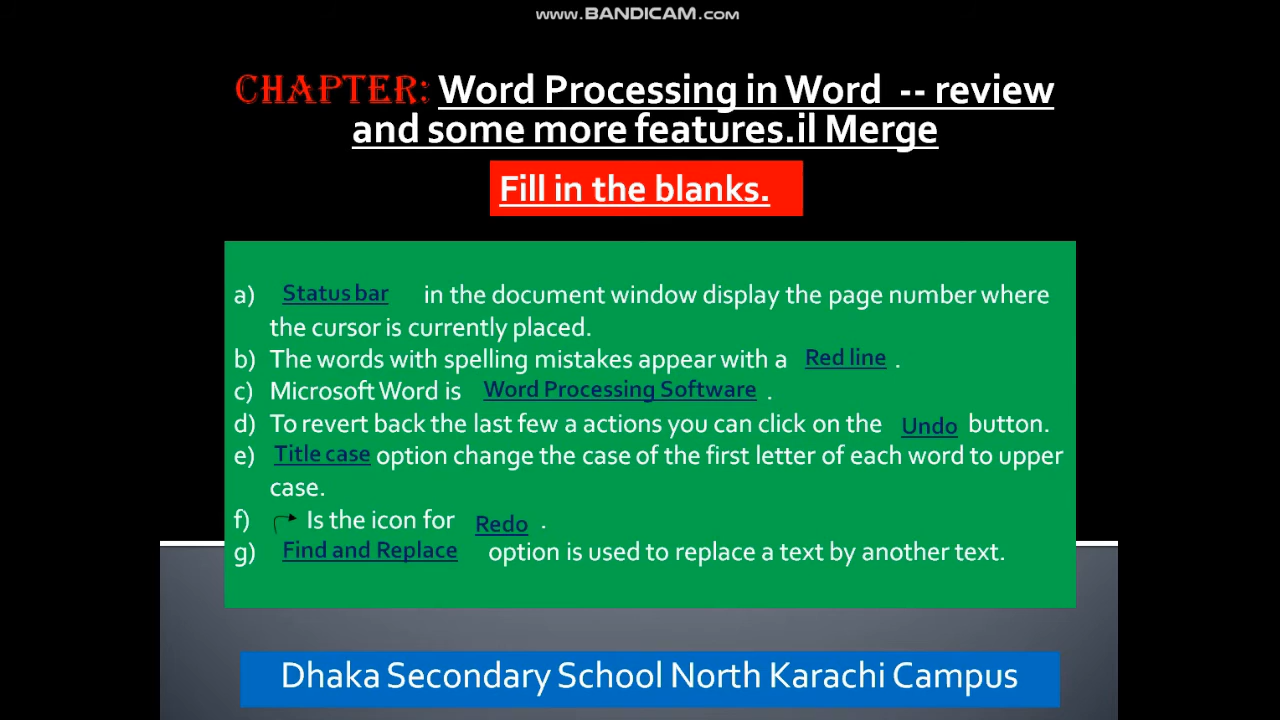 www.BANDICAM.com
CHAPTER: Word Processing in Word -- review
and some more features.il Merge
Fill in the blanks.
a) Status bar in the document window display the page number where
the cursor is currently placed.
b) The words with spelling mistakes appear with a Red line .
c) Microsoft Word is Word Processing Software .
d) To revert back the last few a actions you can click on the Undo button.
e) Title case option change the case of the first letter of each word to upper
case.
f) Is the icon for Redo .
g) Find and Replace option is used to replace a text by another text.
Dhaka Secondary School North Karachi Campus